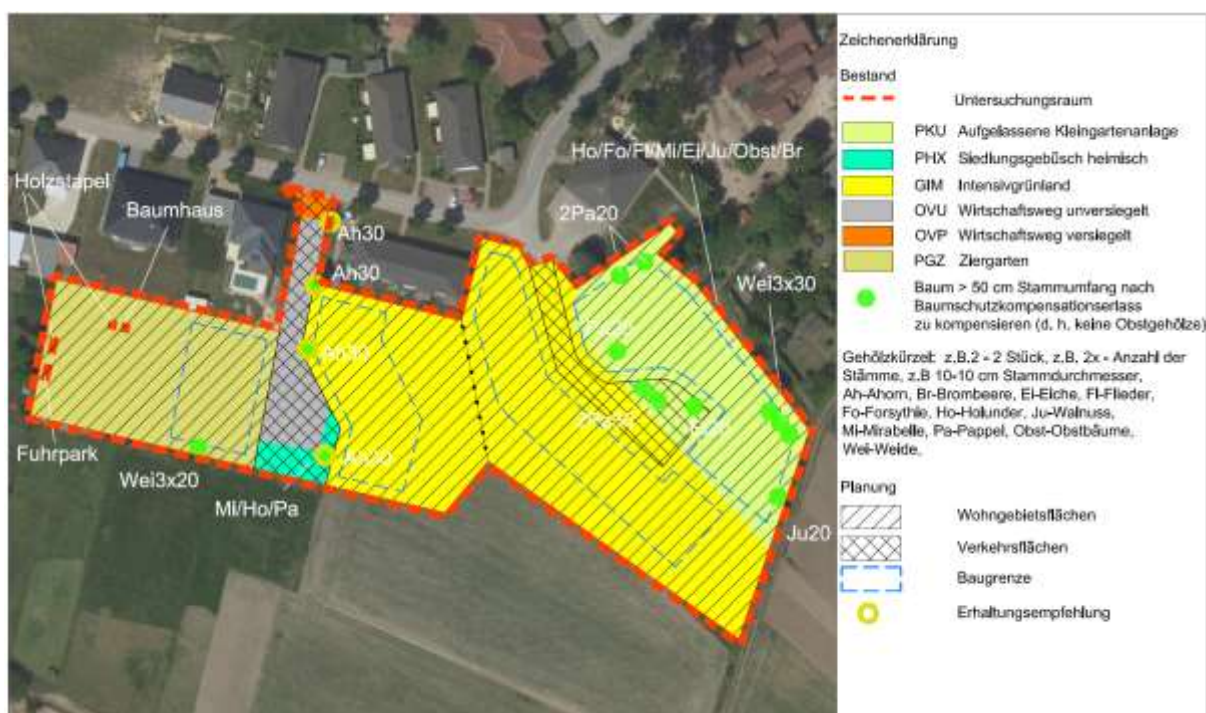 Ho/Fo/Fl/Mi/Ei/Ju/Obst/Br
Holzstapel
Baumhaus
2Pa20
Ah30
Ah30
Wei3x30
Ah30
Fuhrpark
Ah30
Wei3x20
Mi/Ho/Pa
Ju20
Zeichenerklärung
Bestand
Untersuchungsraum
PKU Aufgelassene Kleingartenanlage
PHX Siedlungsgebüsch heimisch
GIM Intensivgrünland
OVU Wirtschaftsweg unversiegelt
OVP Wirtschaftsweg versiegelt
PGZ Ziergarten
Baum > 50 cm Stammumfang nach
Baumschutzkompensationserlass
zu kompensieren (d. h. keine Obstgehölze)
Gehölzkürzel: z.B.2 - 2 Stück, z.B. 2x - Anzahl der
Stämme, z.B 10-10 cm Stammdurchmesser,
Ah-Ahorn, Br-Brombeere, Ei-Eiche, Fl-Flieder,
Fo-Forsythie, Ho-Holunder, Ju-Walnuss,
Mi-Mirabelle, Pa-Pappel, Obst-Obstbäume,
Wei-Weide,
Planung
Wohngebietsflächen
Verkehrsflächen
Baugrenze
Erhaltungsempfehlung